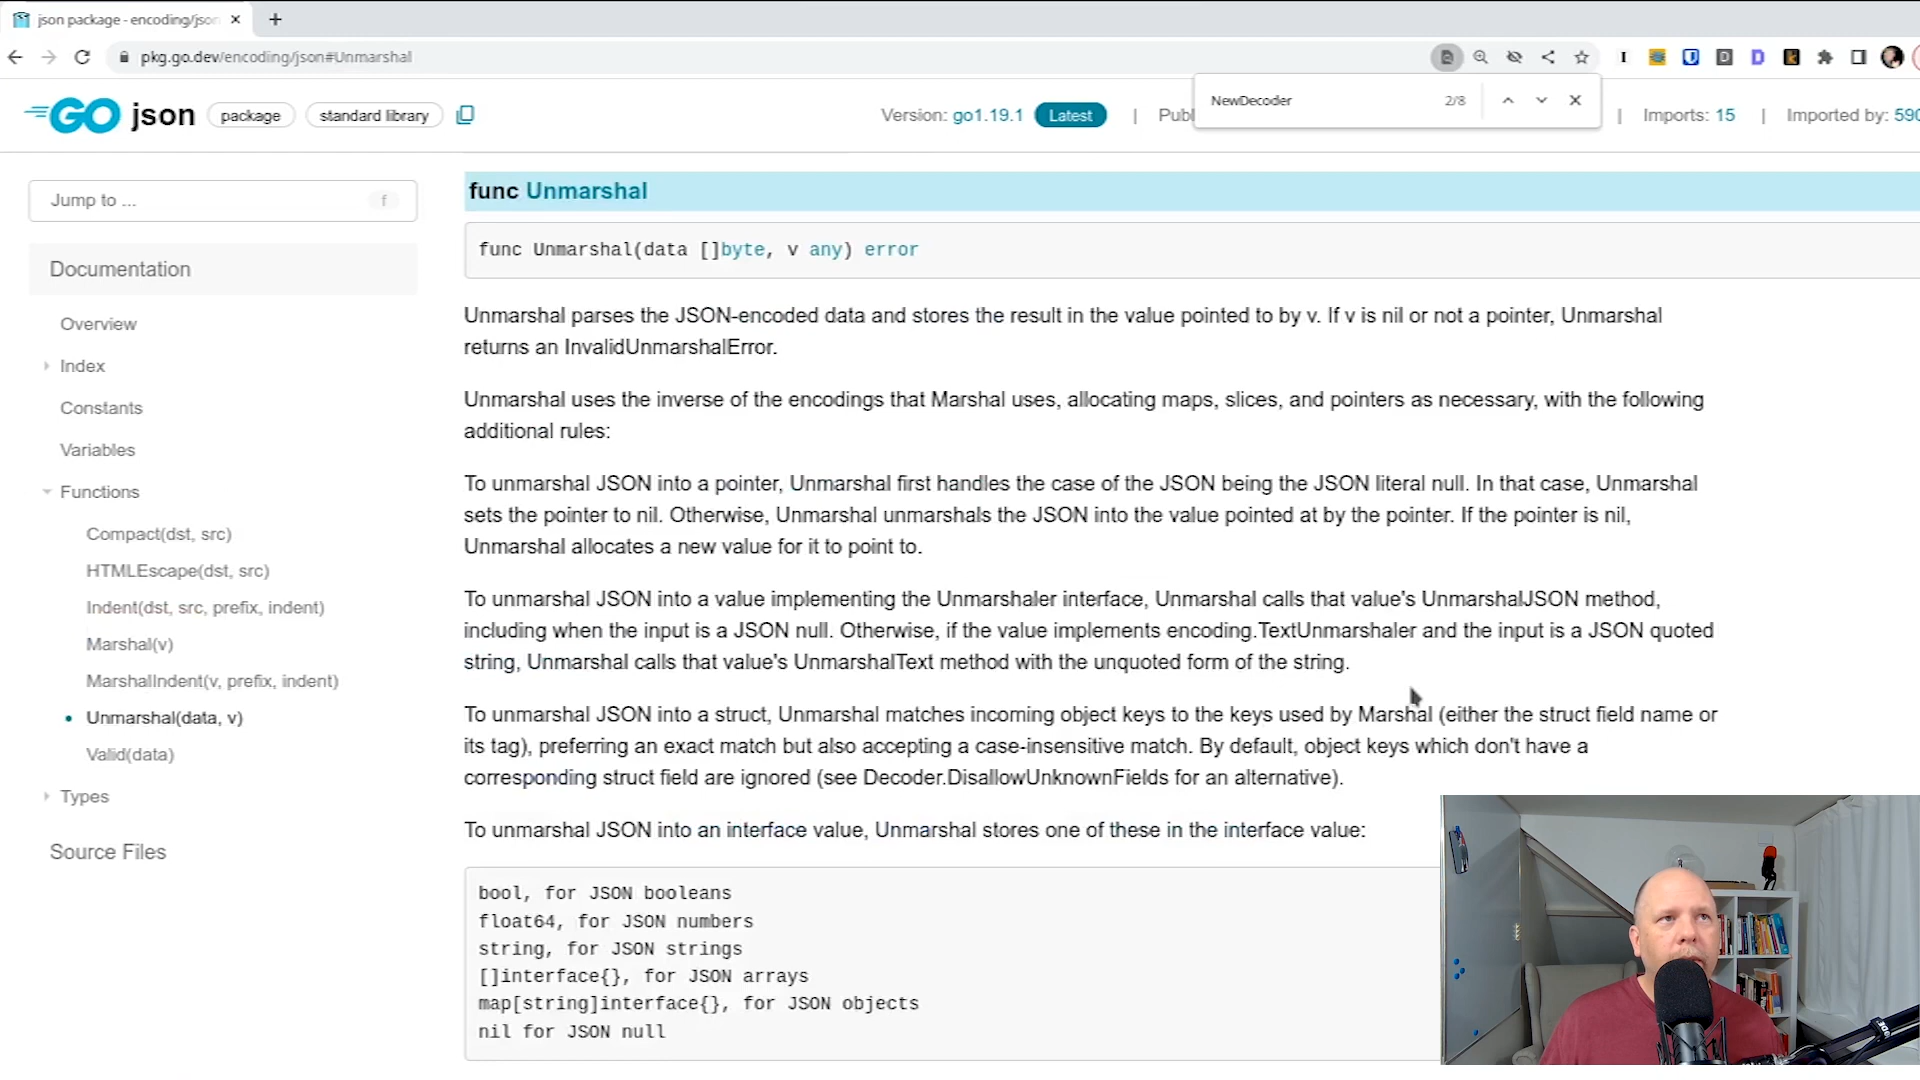 json package - encoding/json
pkg.go.dev/encoding/json#Unmarshal
NewDecoder
2/8
GO json
package
standard library
Version: go1.19.1
Latest
|
Publ
|
Imports: 15
|
Imported by: 590
Jump to ...
f
Documentation
Overview
Index
Constants
Variables
Functions
Compact(dst, src)
HTMLEscape(dst, src)
Indent(dst, src, prefix, indent)
Marshal(v)
MarshalIndent(v, prefix, indent)
Unmarshal(data, v)
Valid(data)
Types
Source Files
func Unmarshal
func Unmarshal(data []byte, v any) error
Unmarshal parses the JSON-encoded data and stores the result in the value pointed to by v. If v is nil or not a pointer, Unmarshal
returns an InvalidUnmarshalError.
Unmarshal uses the inverse of the encodings that Marshal uses, allocating maps, slices, and pointers as necessary, with the following
additional rules:
To unmarshal JSON into a pointer, Unmarshal first handles the case of the JSON being the JSON literal null. In that case, Unmarshal
sets the pointer to nil. Otherwise, Unmarshal unmarshals the JSON into the value pointed at by the pointer. If the pointer is nil,
Unmarshal allocates a new value for it to point to.
To unmarshal JSON into a value implementing the Unmarshaler interface, Unmarshal calls that value's UnmarshalJSON method,
including when the input is a JSON null. Otherwise, if the value implements encoding.TextUnmarshaler and the input is a JSON quoted
string, Unmarshal calls that value's UnmarshalText method with the unquoted form of the string.
To unmarshal JSON into a struct, Unmarshal matches incoming object keys to the keys used by Marshal (either the struct field name or
its tag), preferring an exact match but also accepting a case-insensitive match. By default, object keys which don't have a
corresponding struct field are ignored (see Decoder.DisallowUnknownFields for an alternative).
To unmarshal JSON into an interface value, Unmarshal stores one of these in the interface value:
bool, for JSON booleans
float64, for JSON numbers
string, for JSON strings
[]interface{}, for JSON arrays
map[string]interface{}, for JSON objects
nil for JSON null